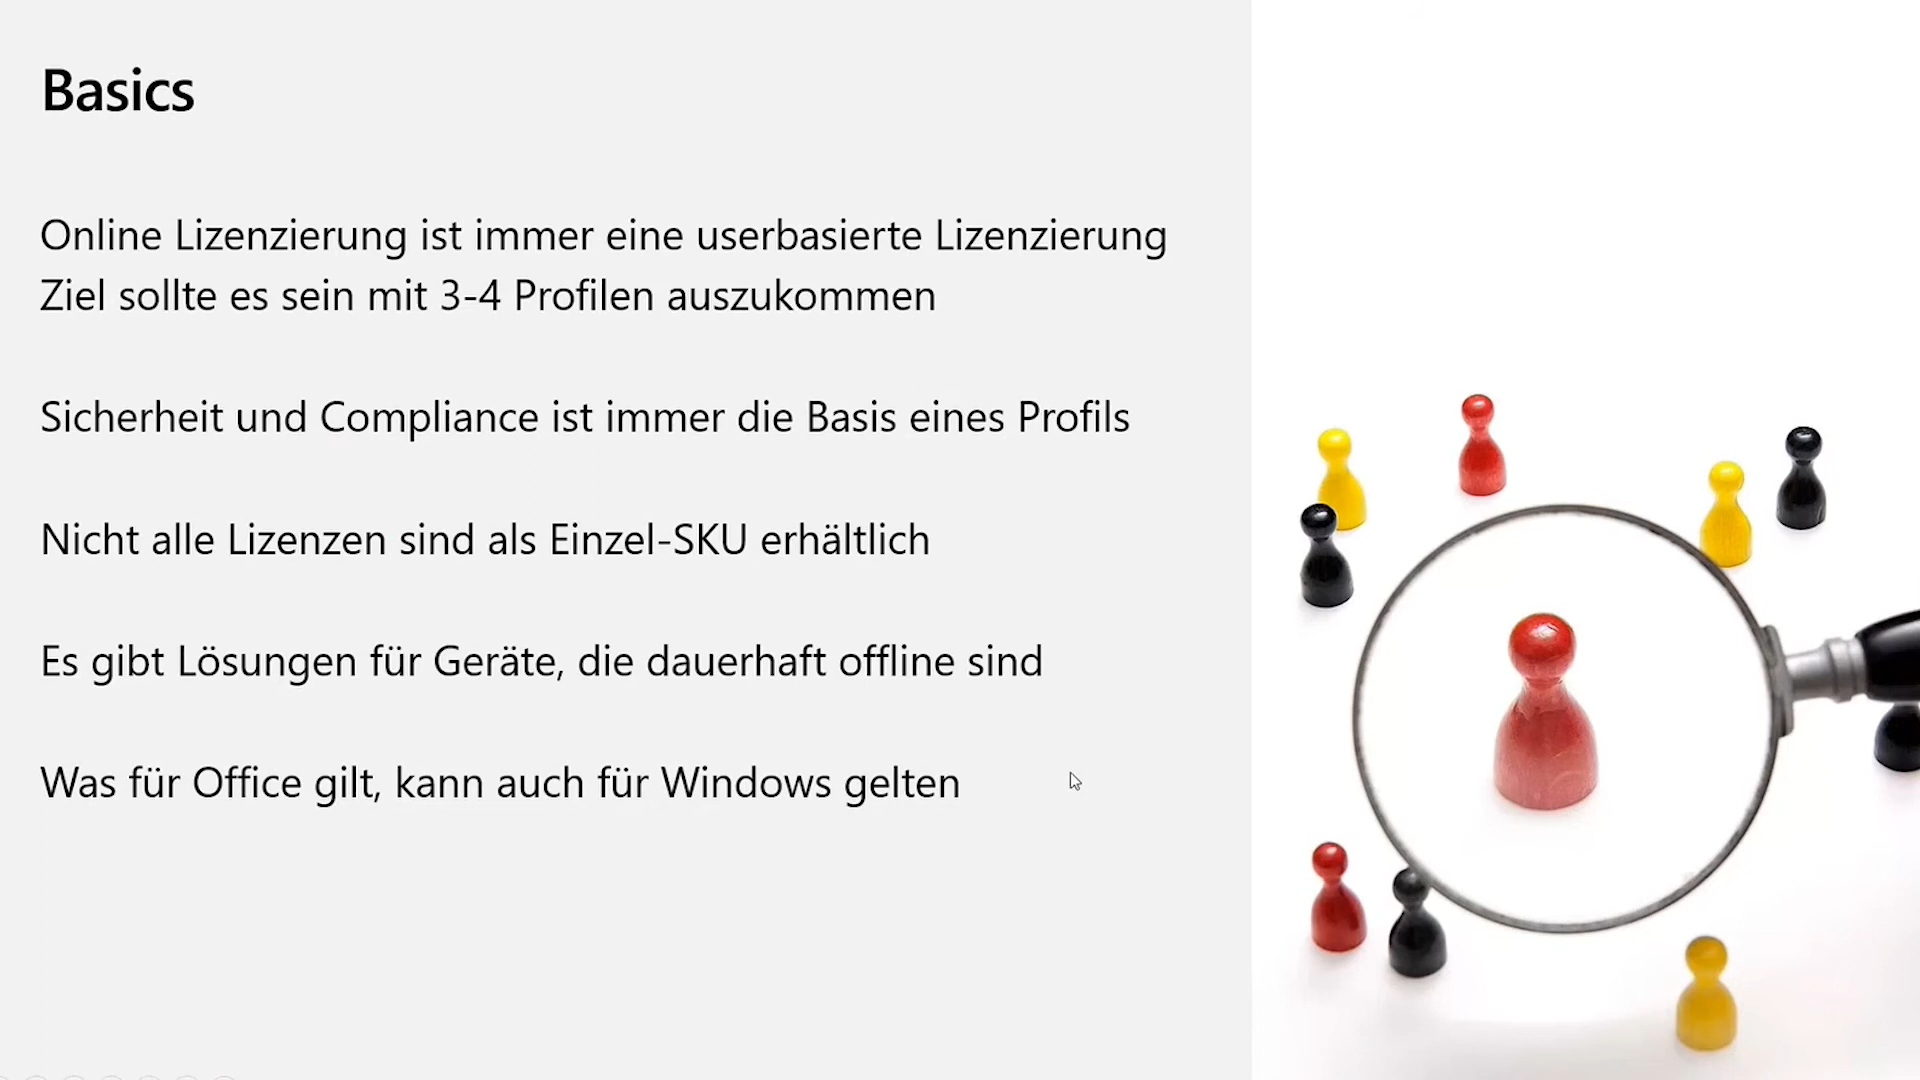 Basics
Online Lizenzierung ist immer eine userbasierte Lizenzierung
Ziel sollte es sein mit 3-4 Profilen auszukommen
Sicherheit und Compliance ist immer die Basis eines Profils
Nicht alle Lizenzen sind als Einzel-SKU erhältlich
Es gibt Lösungen für Geräte, die dauerhaft offline sind
Was für Office gilt, kann auch für Windows gelten